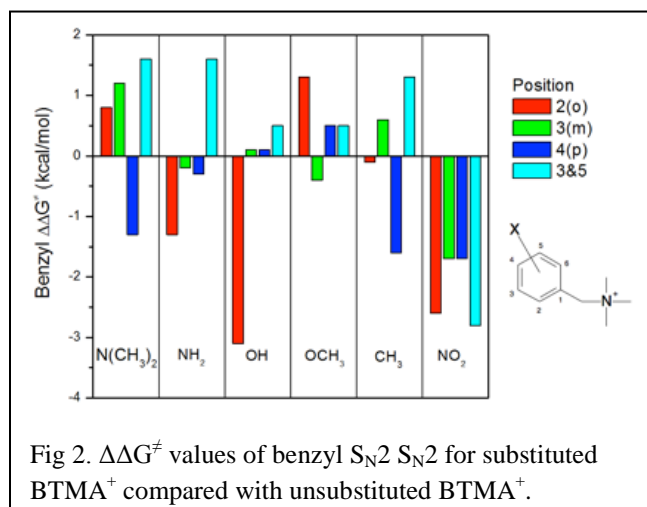 Benzyl ΔΔG≠ (kcal/mol)
2
1
0
-1
-2
-3
-4
N(CH3)2 NH2 OH OCH3 CH3 NO2
Position
2(o)
3(m)
4(p)
3&5
X
5
4
6
3
1
2
N+
Fig 2. ΔΔG≠ values of benzyl SN2 SN2 for substituted
BTMA+ compared with unsubstituted BTMA+.